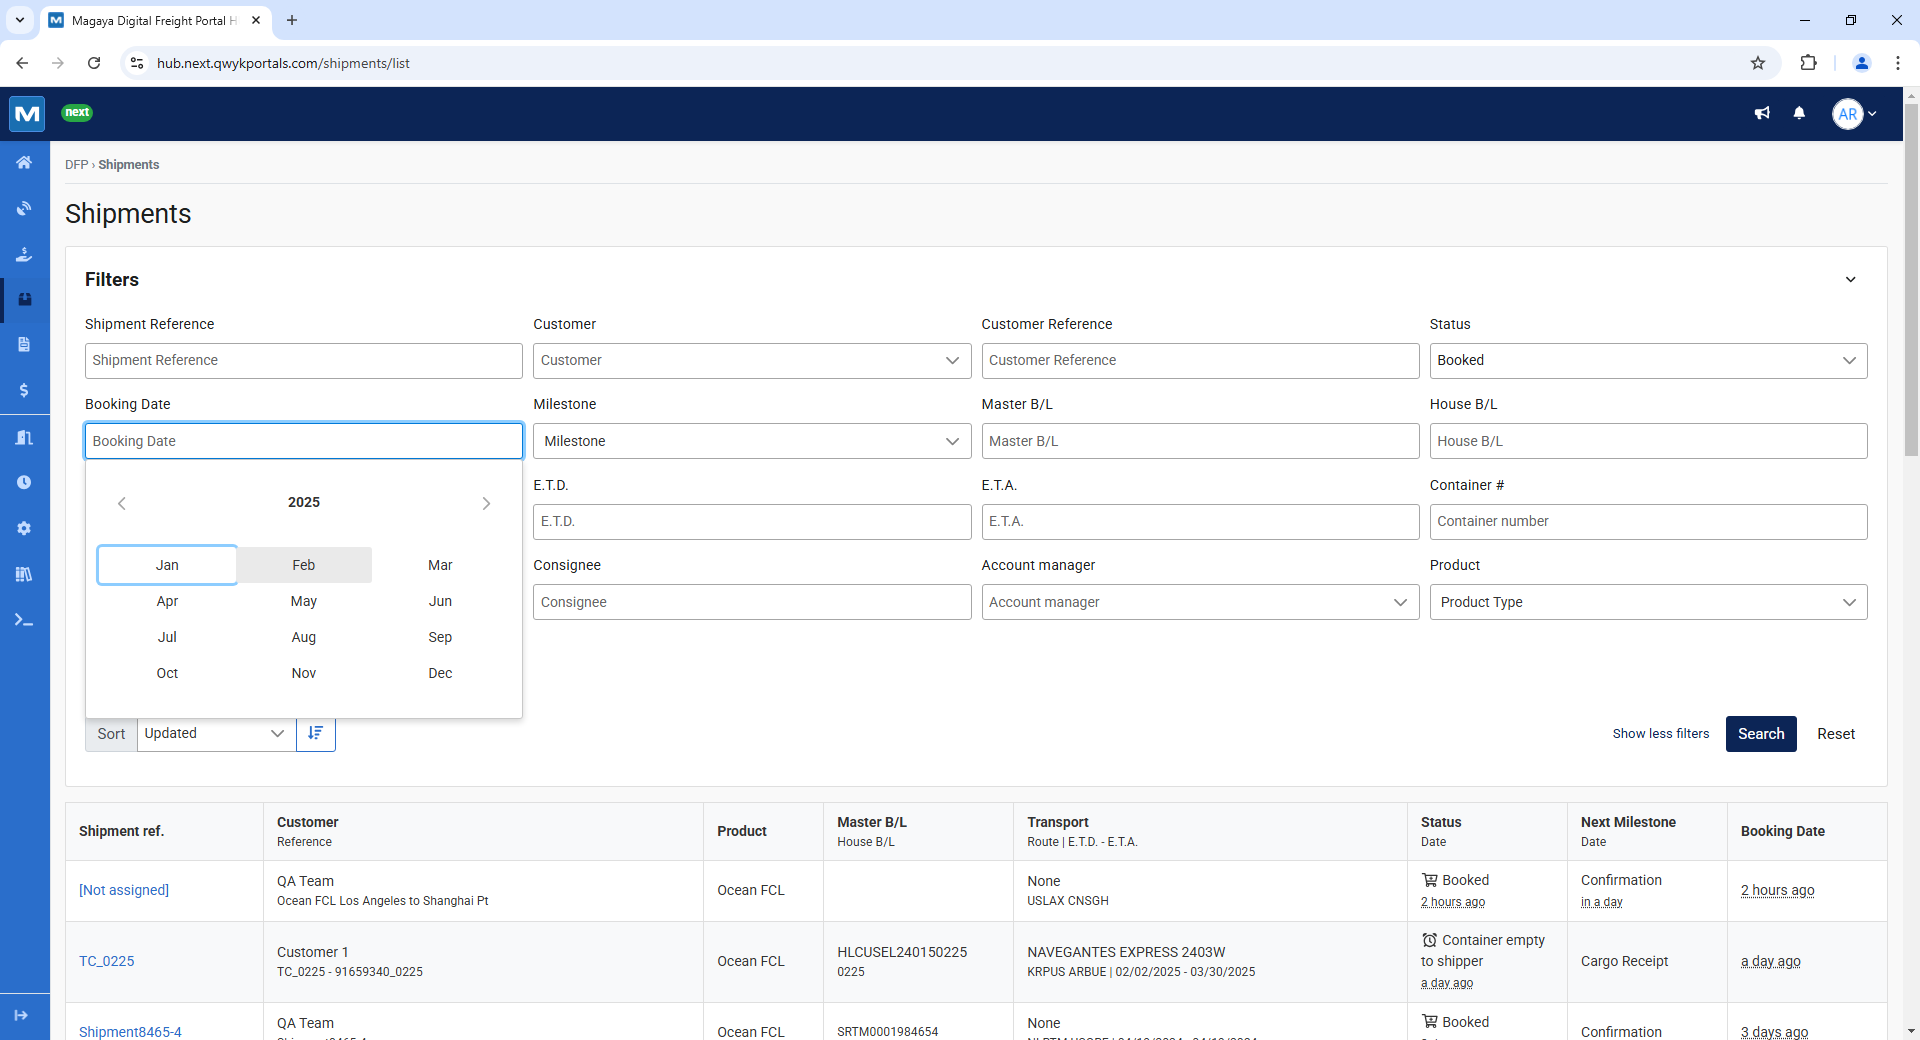 Magaya Digital Freight Portal H
hub.next.qwykportals.com/shipments/list
next
AR
DFP › Shipments
Shipments
Filters
Shipment Reference
Customer
Customer Reference
Status
Shipment Reference
Customer
Customer Reference
Booked
Booking Date
Milestone
Master B/L
House B/L
Booking Date
Milestone
Master B/L
House B/L
2025
E.T.D.
E.T.A.
Container #
E.T.D.
E.T.A.
Container number
Jan Feb Mar
Apr May Jun
Jul Aug Sep
Oct Nov Dec
Consignee
Account manager
Product
Consignee
Account manager
Product Type
Sort Updated
Show less filters Search Reset
Shipment ref.
Customer
Reference
Product
Master B/L
House B/L
Transport
Route | E.T.D. - E.T.A.
Status
Date
Next Milestone
Date
Booking Date
[Not assigned]
QA Team
Ocean FCL Los Angeles to Shanghai Pt
Ocean FCL
None
USLAX CNSGH
Booked
2 hours ago
Confirmation
in a day
2 hours ago
TC_0225
Customer 1
TC_0225 - 91659340_0225
Ocean FCL
HLCUSEL240150225
0225
NAVEGANTES EXPRESS 2403W
KRPUS ARBUE | 02/02/2025 - 03/30/2025
Container empty
to shipper
a day ago
Cargo Receipt
a day ago
Shipment8465-4
QA Team
Ocean FCL
SRTM0001984654
None
Booked
Confirmation
3 days ago